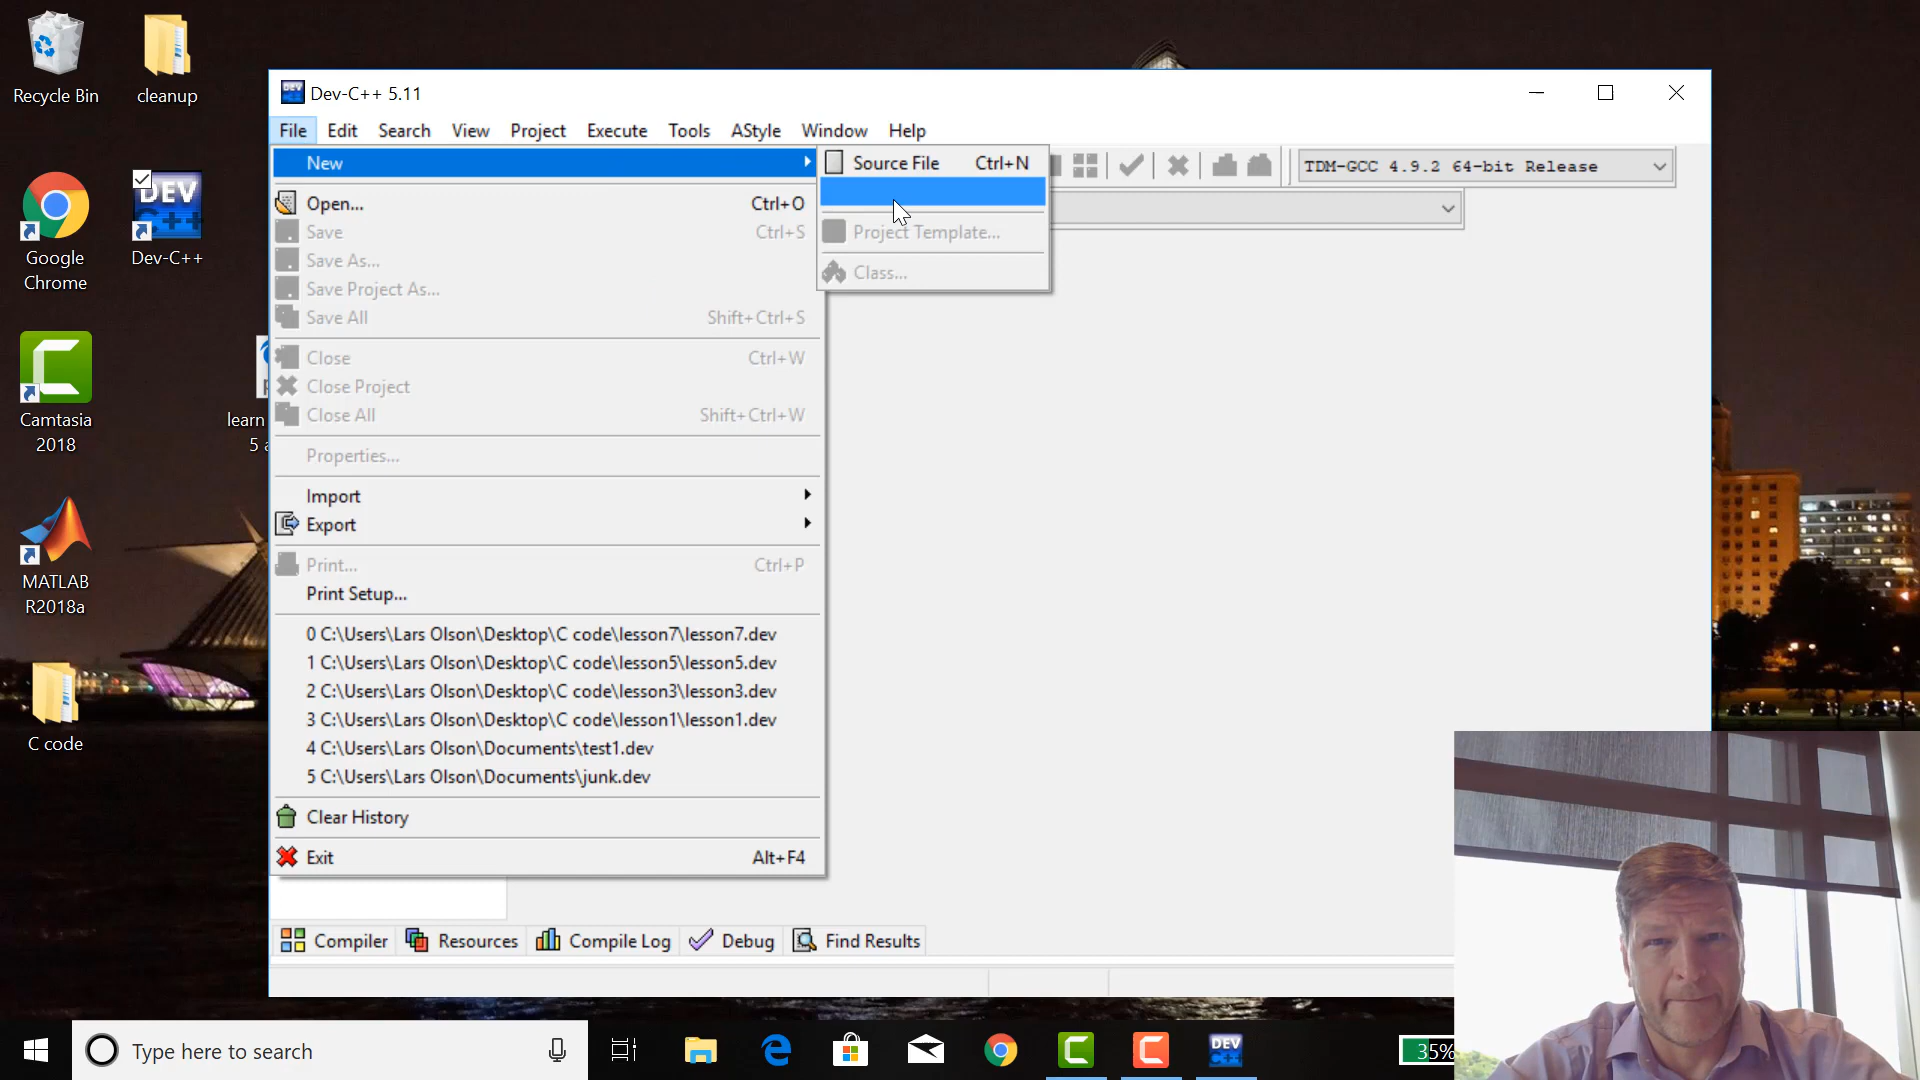 Recycle Bin
cleanup
Google
Chrome
DEV
C++
Dev-C++
Camtasia
2018
learn
5 a
MATLAB
R2018a
C code
DEV
Dev-C++ 5.11
File Edit Search View Project Execute Tools AStyle Window Help
New
Source File Ctrl+N
Project Template...
Class...
TDM-GCC 4.9.2 64-bit Release
Open... Ctrl+O
Save Ctrl+S
Save As...
Save Project As...
Save All Shift+Ctrl+S
Close Ctrl+W
Close Project
Close All Shift+Ctrl+W
Properties...
Import
Export
Print... Ctrl+P
Print Setup...
0 C:\Users\Lars Olson\Desktop\C code\lesson7\lesson7.dev
1 C:\Users\Lars Olson\Desktop\C code\lesson5\lesson5.dev
2 C:\Users\Lars Olson\Desktop\C code\lesson3\lesson3.dev
3 C:\Users\Lars Olson\Desktop\C code\lesson1\lesson1.dev
4 C:\Users\Lars Olson\Documents\test1.dev
5 C:\Users\Lars Olson\Documents\junk.dev
Clear History
Exit Alt+F4
Compiler Resources Compile Log Debug Find Results
Type here to search
DEV
35%